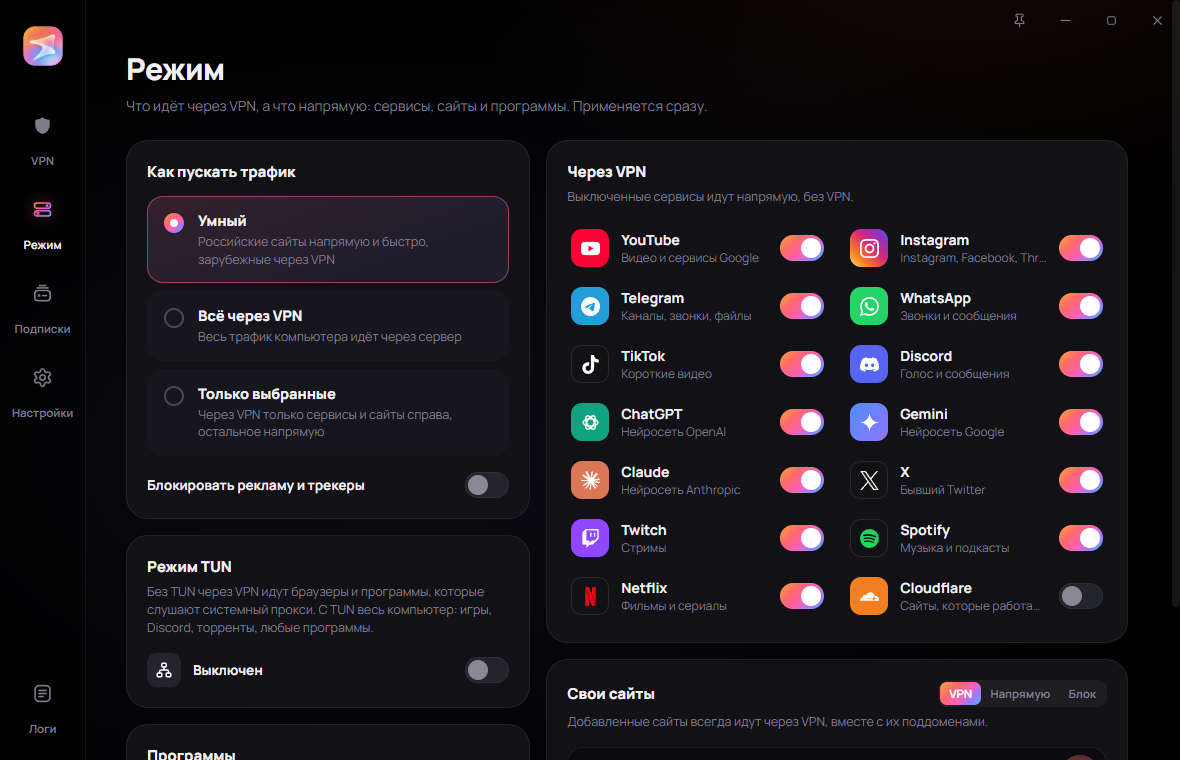 VPN
Режим
Подписки
Настройки
Логи
Режим
Что идёт через VPN, а что напрямую: сервисы, сайты и программы. Применяется сразу.
Как пускать трафик
Умный
Российские сайты напрямую и быстро,
зарубежные через VPN
Всё через VPN
Весь трафик компьютера идёт через сервер
Только выбранные
Через VPN только сервисы и сайты справа,
остальное напрямую
Блокировать рекламу и трекеры
Режим TUN
Без TUN через VPN идут браузеры и программы, которые
слушают системный прокси. С TUN весь компьютер: игры,
Discord, торренты, любые программы.
Выключен
Программы
Через VPN
Выключенные сервисы идут напрямую, без VPN.
YouTube
Видео и сервисы Google
Instagram
Instagram, Facebook, Thr...
Telegram
Каналы, звонки, файлы
WhatsApp
Звонки и сообщения
TikTok
Короткие видео
Discord
Голос и сообщения
ChatGPT
Нейросеть OpenAI
Gemini
Нейросеть Google
Claude
Нейросеть Anthropic
X
Бывший Twitter
Twitch
Стримы
Spotify
Музыка и подкасты
Netflix
Фильмы и сериалы
Cloudflare
Сайты, которые работа...
Свои сайты
VPN Напрямую Блок
Добавленные сайты всегда идут через VPN, вместе с их поддоменами.